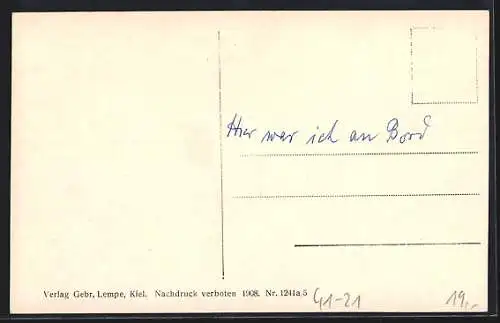 Hier war ich an Bord
Verlag Gebr. Lempe, Kiel. Nachdruck verboten 1908. Nr. 1241a/5
41-21
19,-